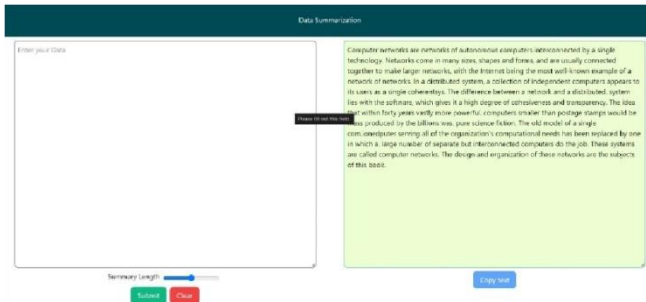 Data Summarization
Enter your Data
Computer networks are networks of autonomous computers interconnected by a single
technology. Networks come in many sizes, shapes and forms, and are usually connected
together to make larger networks, with the Internet being the most well-known example of a
network of networks. In a distributed system, a collection of independent computers appears to
its users as a single coherentsys. The difference between a network and a distributed. system
lies with the software, which gives it a high degree of cohesiveness and transparency. The idea
that within forty years vastly more powerful. computers smaller than postage stamps would be
produced by the billions was. pure science fiction. The old model of a single
serving all of the organization's computational needs has been replaced by one
in which a. large number of separate but interconnected computers do the job. These systems
are called computer networks. The design and organization of these networks are the subjects
of this book.
Please fill out this field.
Summary Length
Submit
Clear
Copy text